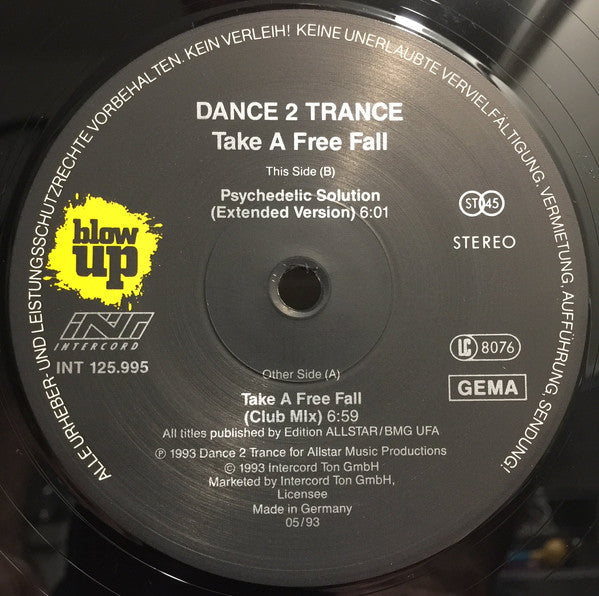 ALLE URHEBER- UND LEISTUNGSSCHUTZRECHTE VORBEHALTEN. KEIN VERLEIH! KEINE UNERLAUBTE VERVIELFÄLTIGUNG, VERMIETUNG, AUFFÜHRUNG, SENDUNG!
DANCE 2 TRANCE
Take A Free Fall
This Side (B)
Psychedelic Solution
(Extended Version) 6:01
ST 45
STEREO
blow
up
INT
INTERCORD
INT 125.995
LC 8076
GEMA
Other Side (A)
Take A Free Fall
(Club MIx) 6:59
All titles published by Edition ALLSTAR/BMG UFA
Ⓟ 1993 Dance 2 Trance for Allstar Music Productions
© 1993 Intercord Ton GmbH
Marketed by Intercord Ton GmbH,
Licensee
Made in Germany
05/93